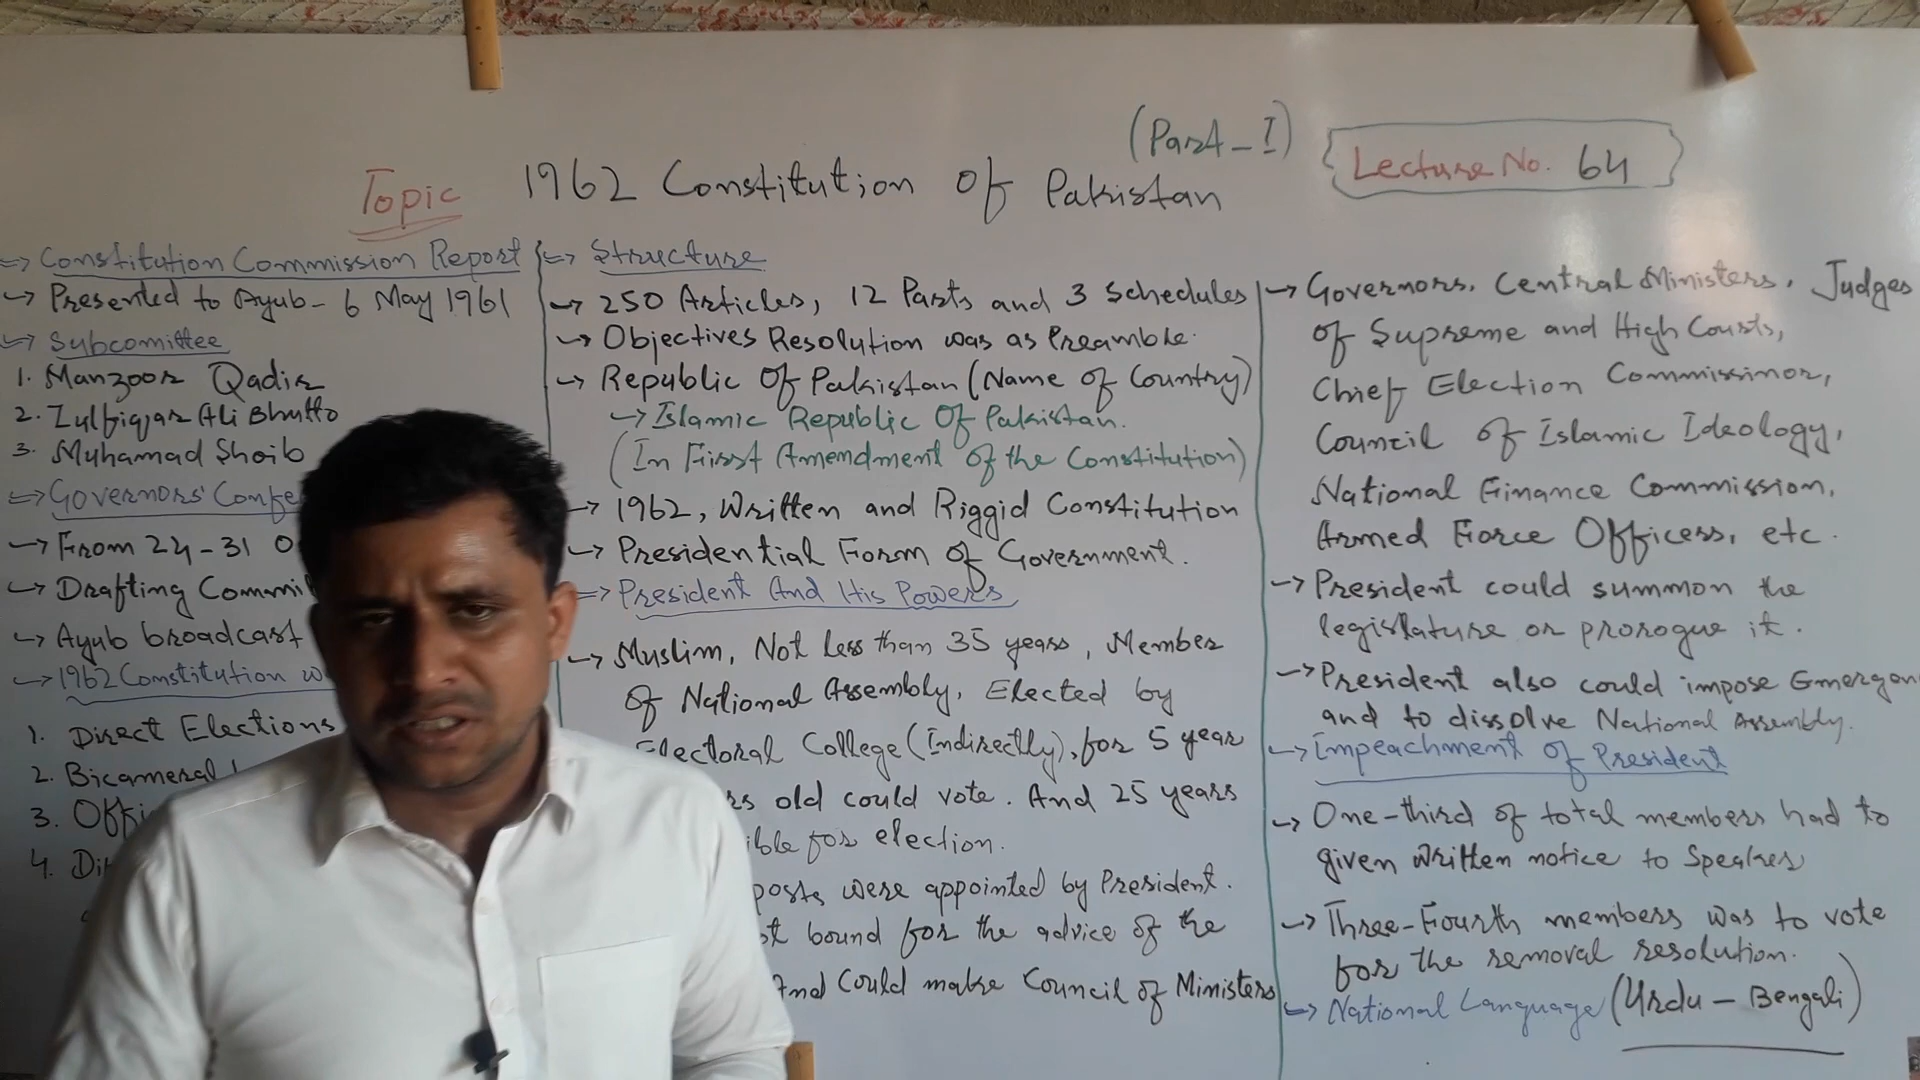 (Part-I)
Topic 1962 Constitution of Pakistan
Lecture No. 64
=> Constitution Commission Report
-> Presented to Ayub- 6 May 1961
=> Subcomittee
1. Manzoor Qadir
2. Zulfiqar Ali Bhutto
3. Muhamad Shoib
=> Governors' Confe
-> From 24-31 O
-> Drafting Commi
-> Ayub broadcast
-> 1962 Constitution w
1. Direct Elections
2. Bicameral
3. Offi
4. Di
=> Structure
-> 250 Articles, 12 Parts and 3 Schedules
-> Objectives Resolution was as Preamble.
-> Republic Of Pakistan (Name of Country)
-> Islamic Republic Of Pakistan.
(In First Amendment of the Constitution)
-> 1962, Written and Riggid Constitution
-> Presidential Form of Government.
=> President And His Powers
-> Muslim, Not less than 35 years, Member
of National Assembly, Elected by
Electoral College (Indirectly), for 5 year
rs old could vote. And 25 years
ible for election.
posts were appointed by President.
t bound for the advice of the
And Could make Council of Ministers
-> Governors, Central Ministers, Judges
of Supreme and High Courts,
Chief Election Commissinor,
Council of Islamic Ideology,
National Finance Commission,
Armed Force Officers, etc.
-> President could summon the
legislature or prorogue it.
-> President also could impose Emergen
and to dissolve National Assembly.
-> Impeachment of President
-> One-third of total members had to
given written notice to Speaker
-> Three-Fourth members was to vote
for the removal resolution.
=> National Language (Urdu - Bengali)